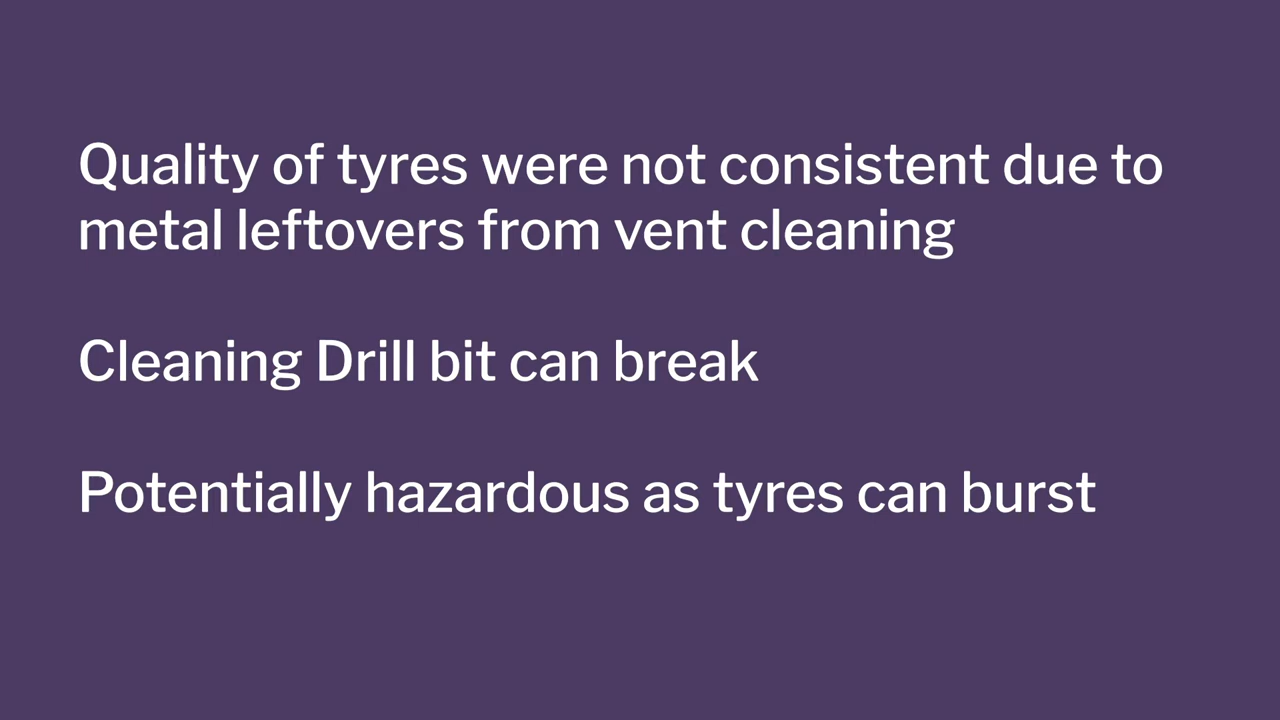 Quality of tyres were not consistent due to
metal leftovers from vent cleaning
Cleaning Drill bit can break
Potentially hazardous as tyres can burst